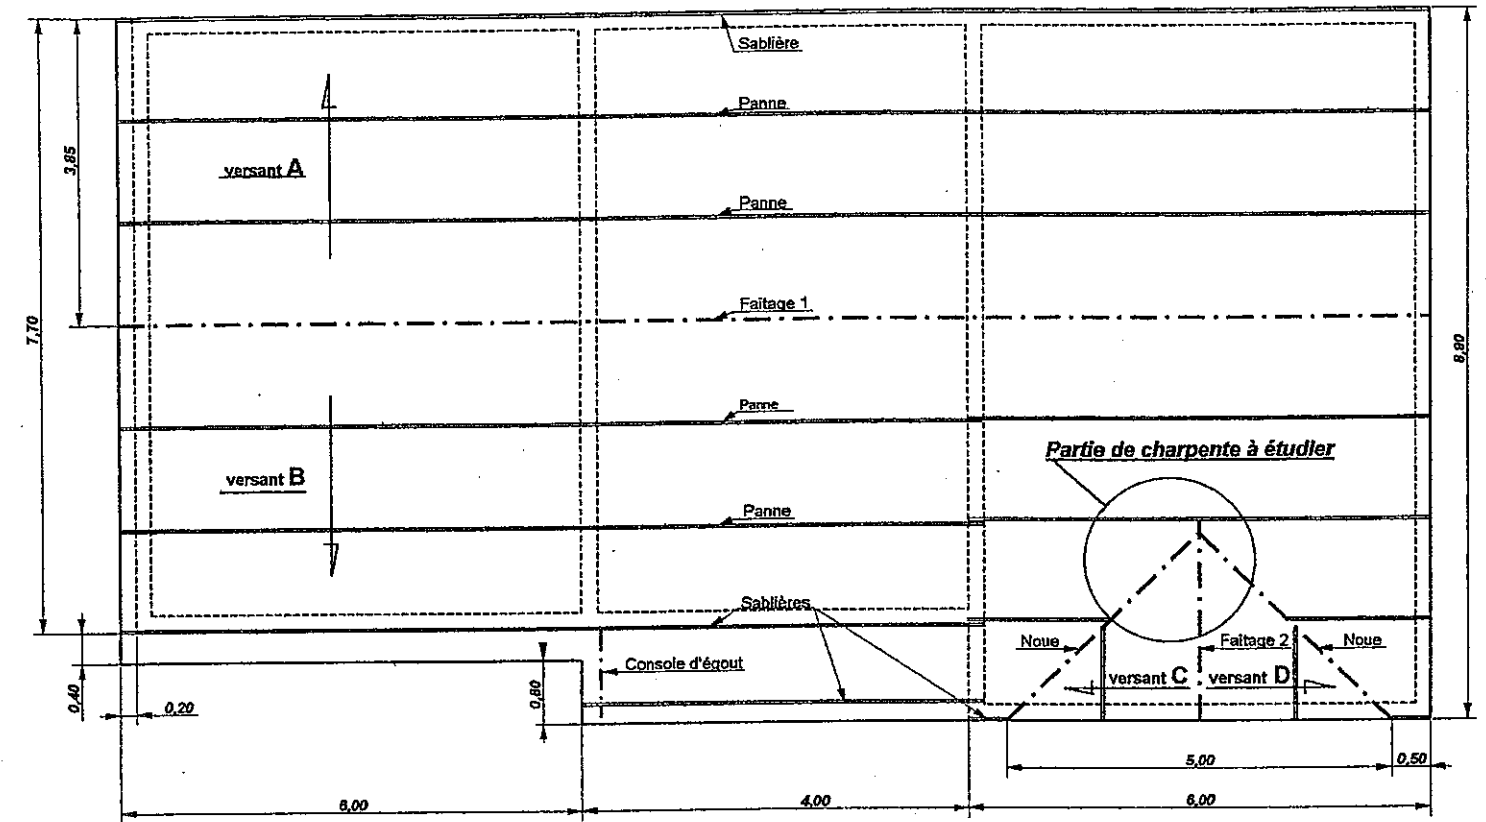 Sablière
Panne
3,85
versant A
Panne
7,70
Faîtage 1
8,90
Panne
Partie de charpente à étudier
versant B
Panne
Sablières
Noue
Faîtage 2
Noue
Console d'égout
versant C
versant D
0,40
0,80
0,20
5,00
0,50
6,00
4,00
6,00